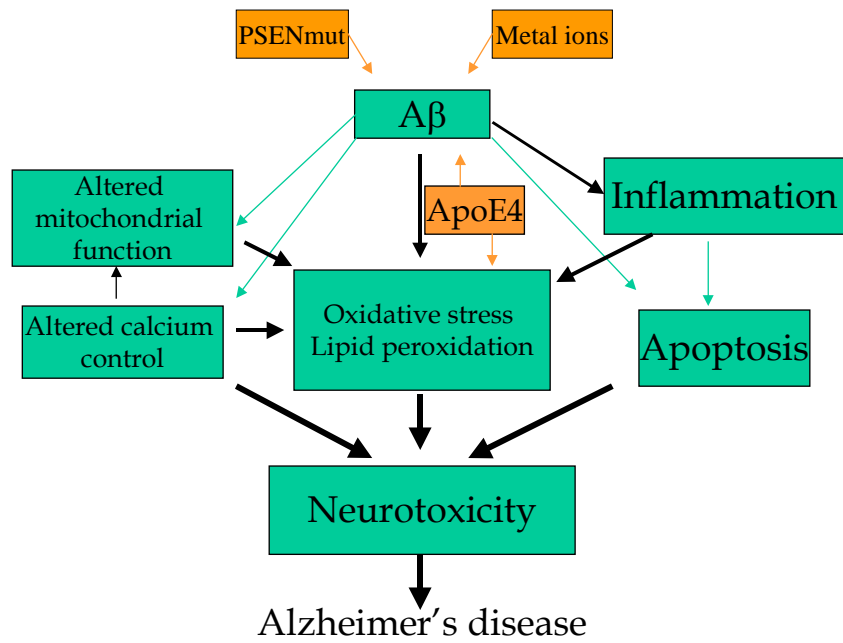 PSENmut
Metal ions
Aβ
Altered
mitochondrial
function
ApoE4
Inflammation
Altered calcium
control
Oxidative stress
Lipid peroxidation
Apoptosis
Neurotoxicity
Alzheimer’s disease